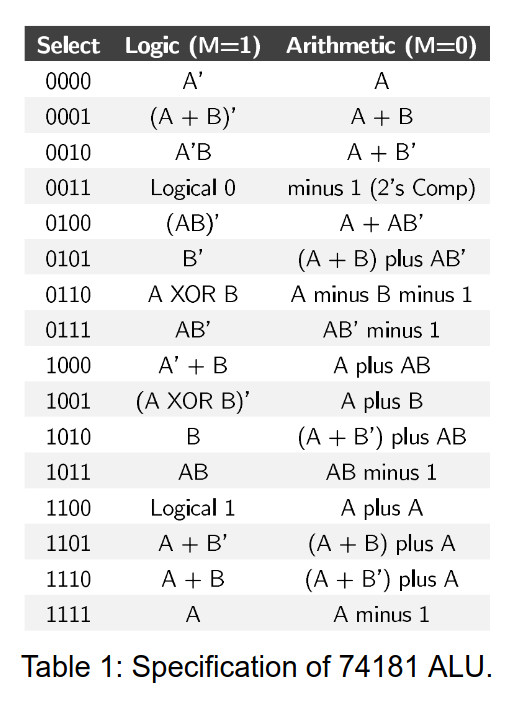 Select Logic (M=1) Arithmetic (M=0)
0000 A’ A
0001 (A + B)’ A + B
0010 A’B A + B’
0011 Logical 0 minus 1 (2’s Comp)
0100 (AB)’ A + AB’
0101 B’ (A + B) plus AB’
0110 A XOR B A minus B minus 1
0111 AB’ AB’ minus 1
1000 A’ + B A plus AB
1001 (A XOR B)’ A plus B
1010 B (A + B’) plus AB
1011 AB AB minus 1
1100 Logical 1 A plus A
1101 A + B’ (A + B) plus A
1110 A + B (A + B’) plus A
1111 A A minus 1
Table 1: Specification of 74181 ALU.